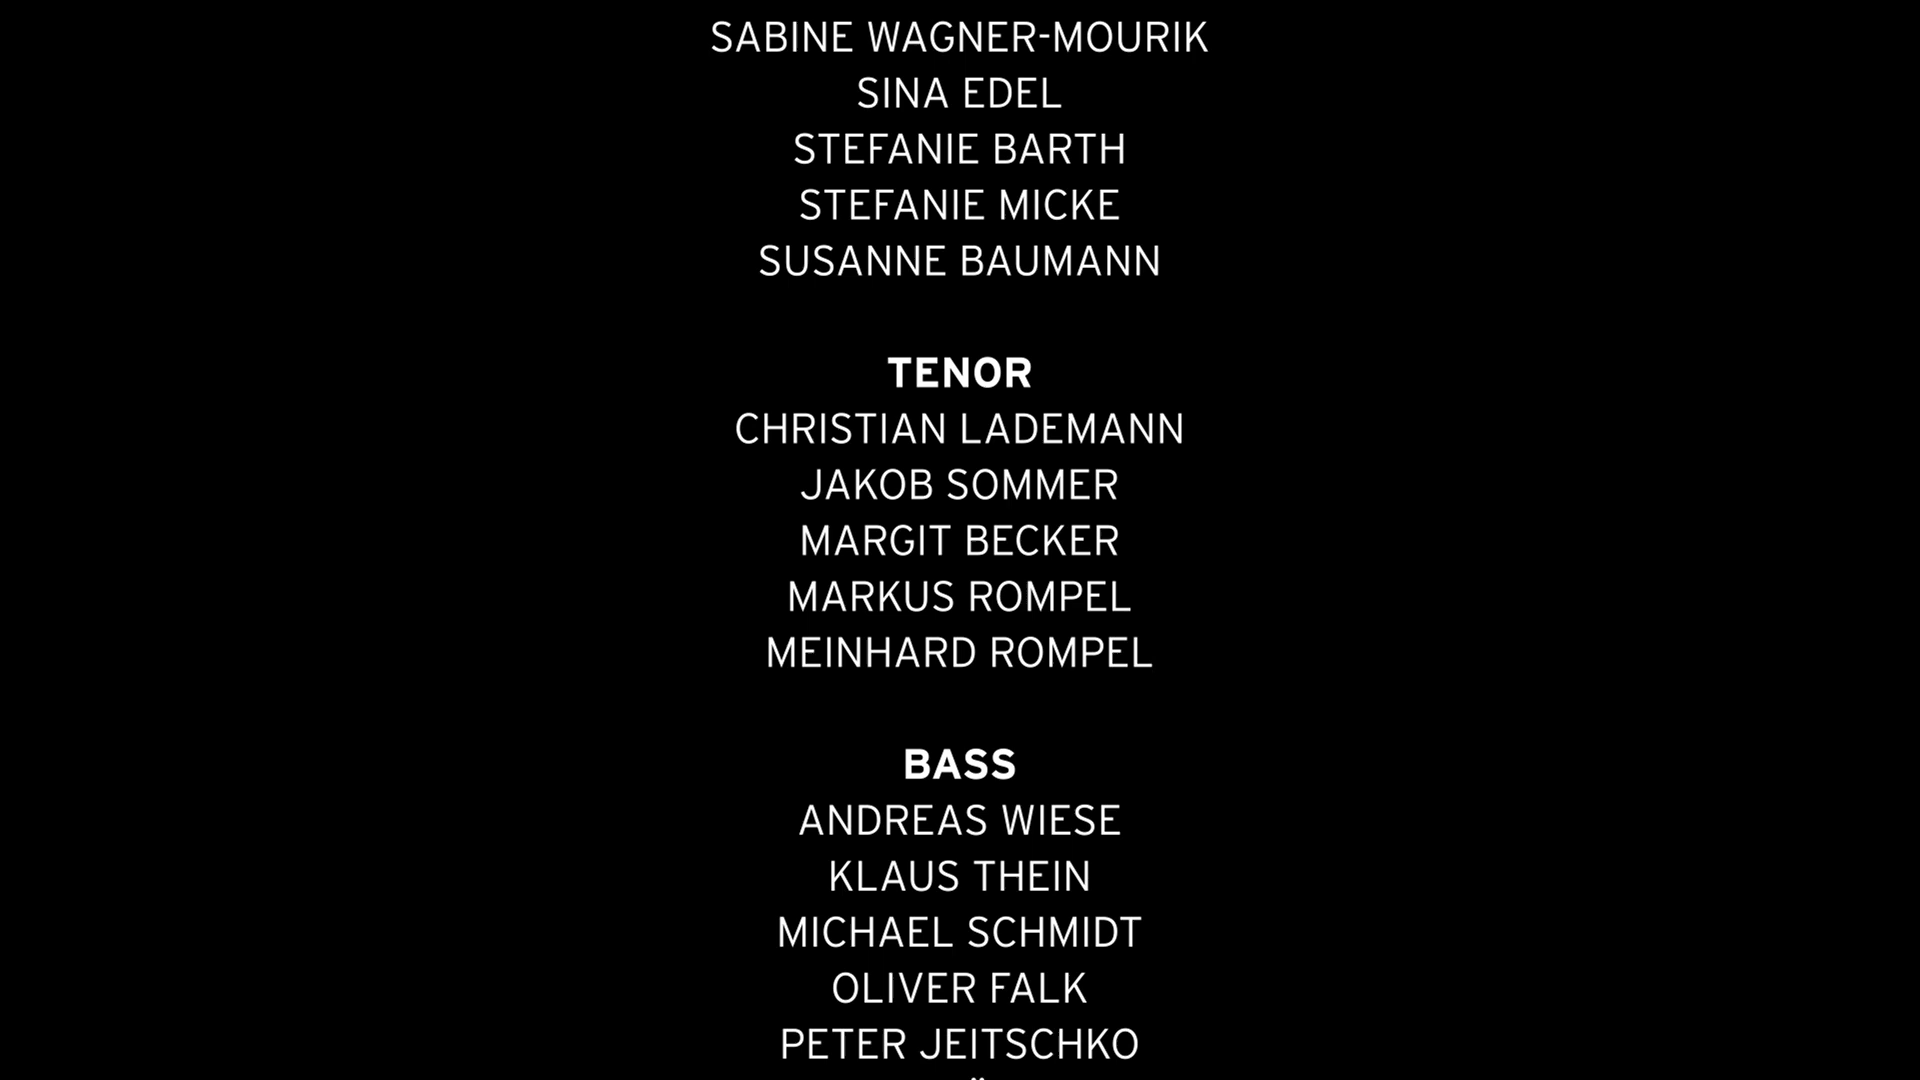 SABINE WAGNER-MOURIK
SINA EDEL
STEFANIE BARTH
STEFANIE MICKE
SUSANNE BAUMANN
TENOR
CHRISTIAN LADEMANN
JAKOB SOMMER
MARGIT BECKER
MARKUS ROMPEL
MEINHARD ROMPEL
BASS
ANDREAS WIESE
KLAUS THEIN
MICHAEL SCHMIDT
OLIVER FALK
PETER JEITSCHKO